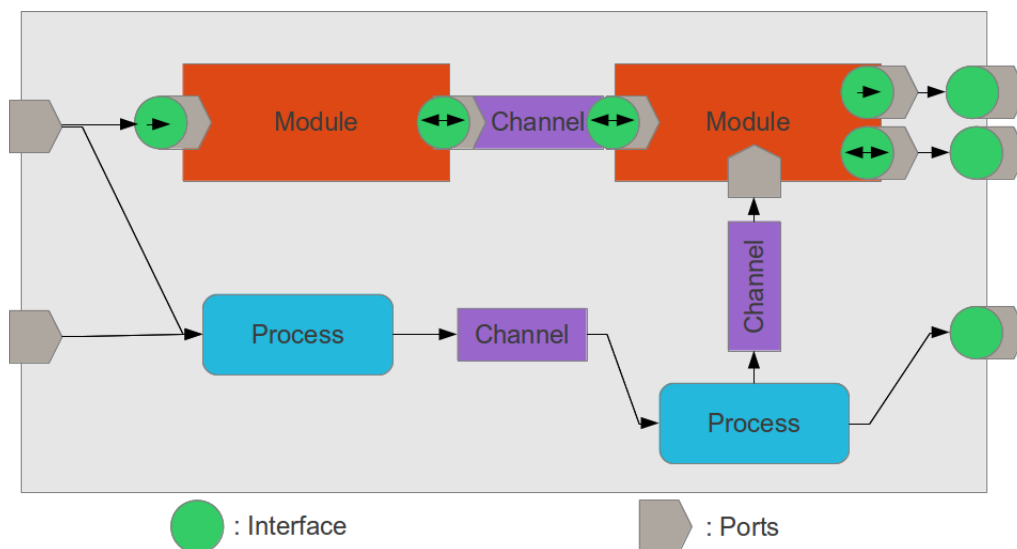 Module
Channel
Module
Channel
Process
Channel
Process
: Interface
: Ports